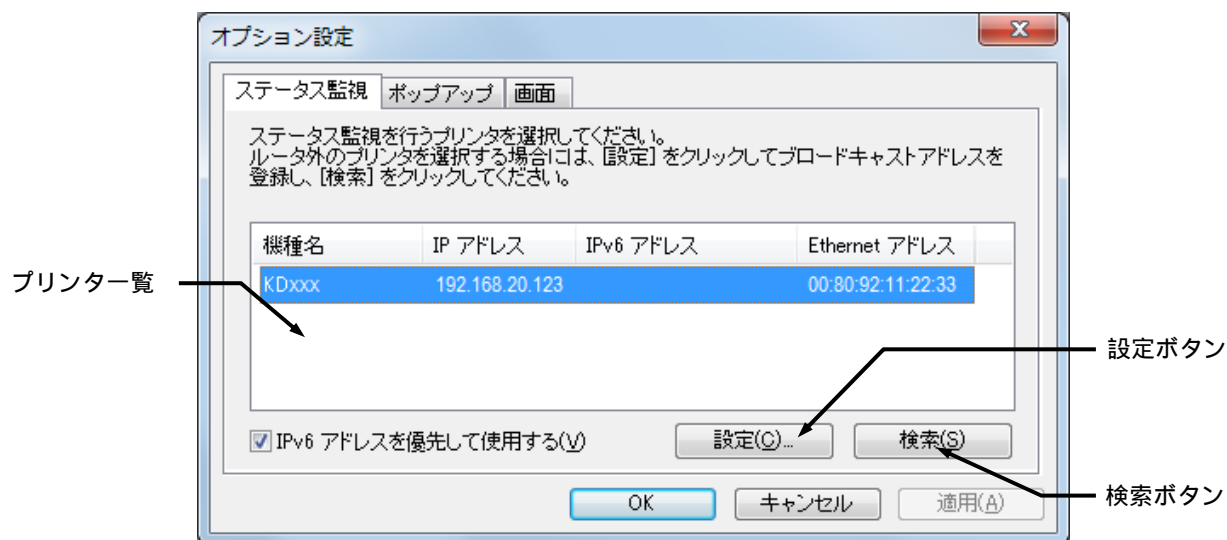 オプション設定
ステータス監視 ポップアップ 画面
ステータス監視を行うプリンタを選択してください。
ルータ外のプリンタを選択する場合には、[設定] をクリックしてブロードキャストアドレスを
登録し、[検索] をクリックしてください。
機種名 IP アドレス IPv6 アドレス Ethernet アドレス
KDxxx 192.168.20.123 00:80:92:11:22:33
プリンター覧
設定ボタン
IPv6 アドレスを優先して使用する(V) 設定(C)... 検索(S)
検索ボタン
OK キャンセル 適用(A)